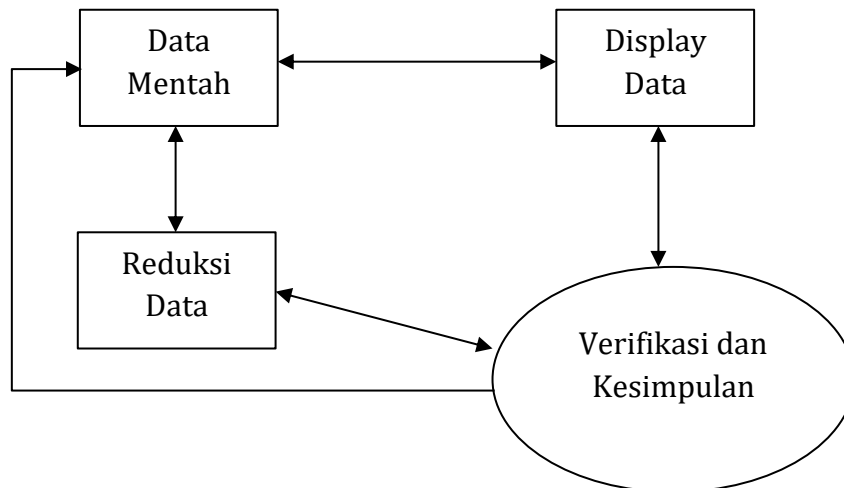 Data
Mentah
Display
Data
Reduksi
Data
Verifikasi dan
Kesimpulan